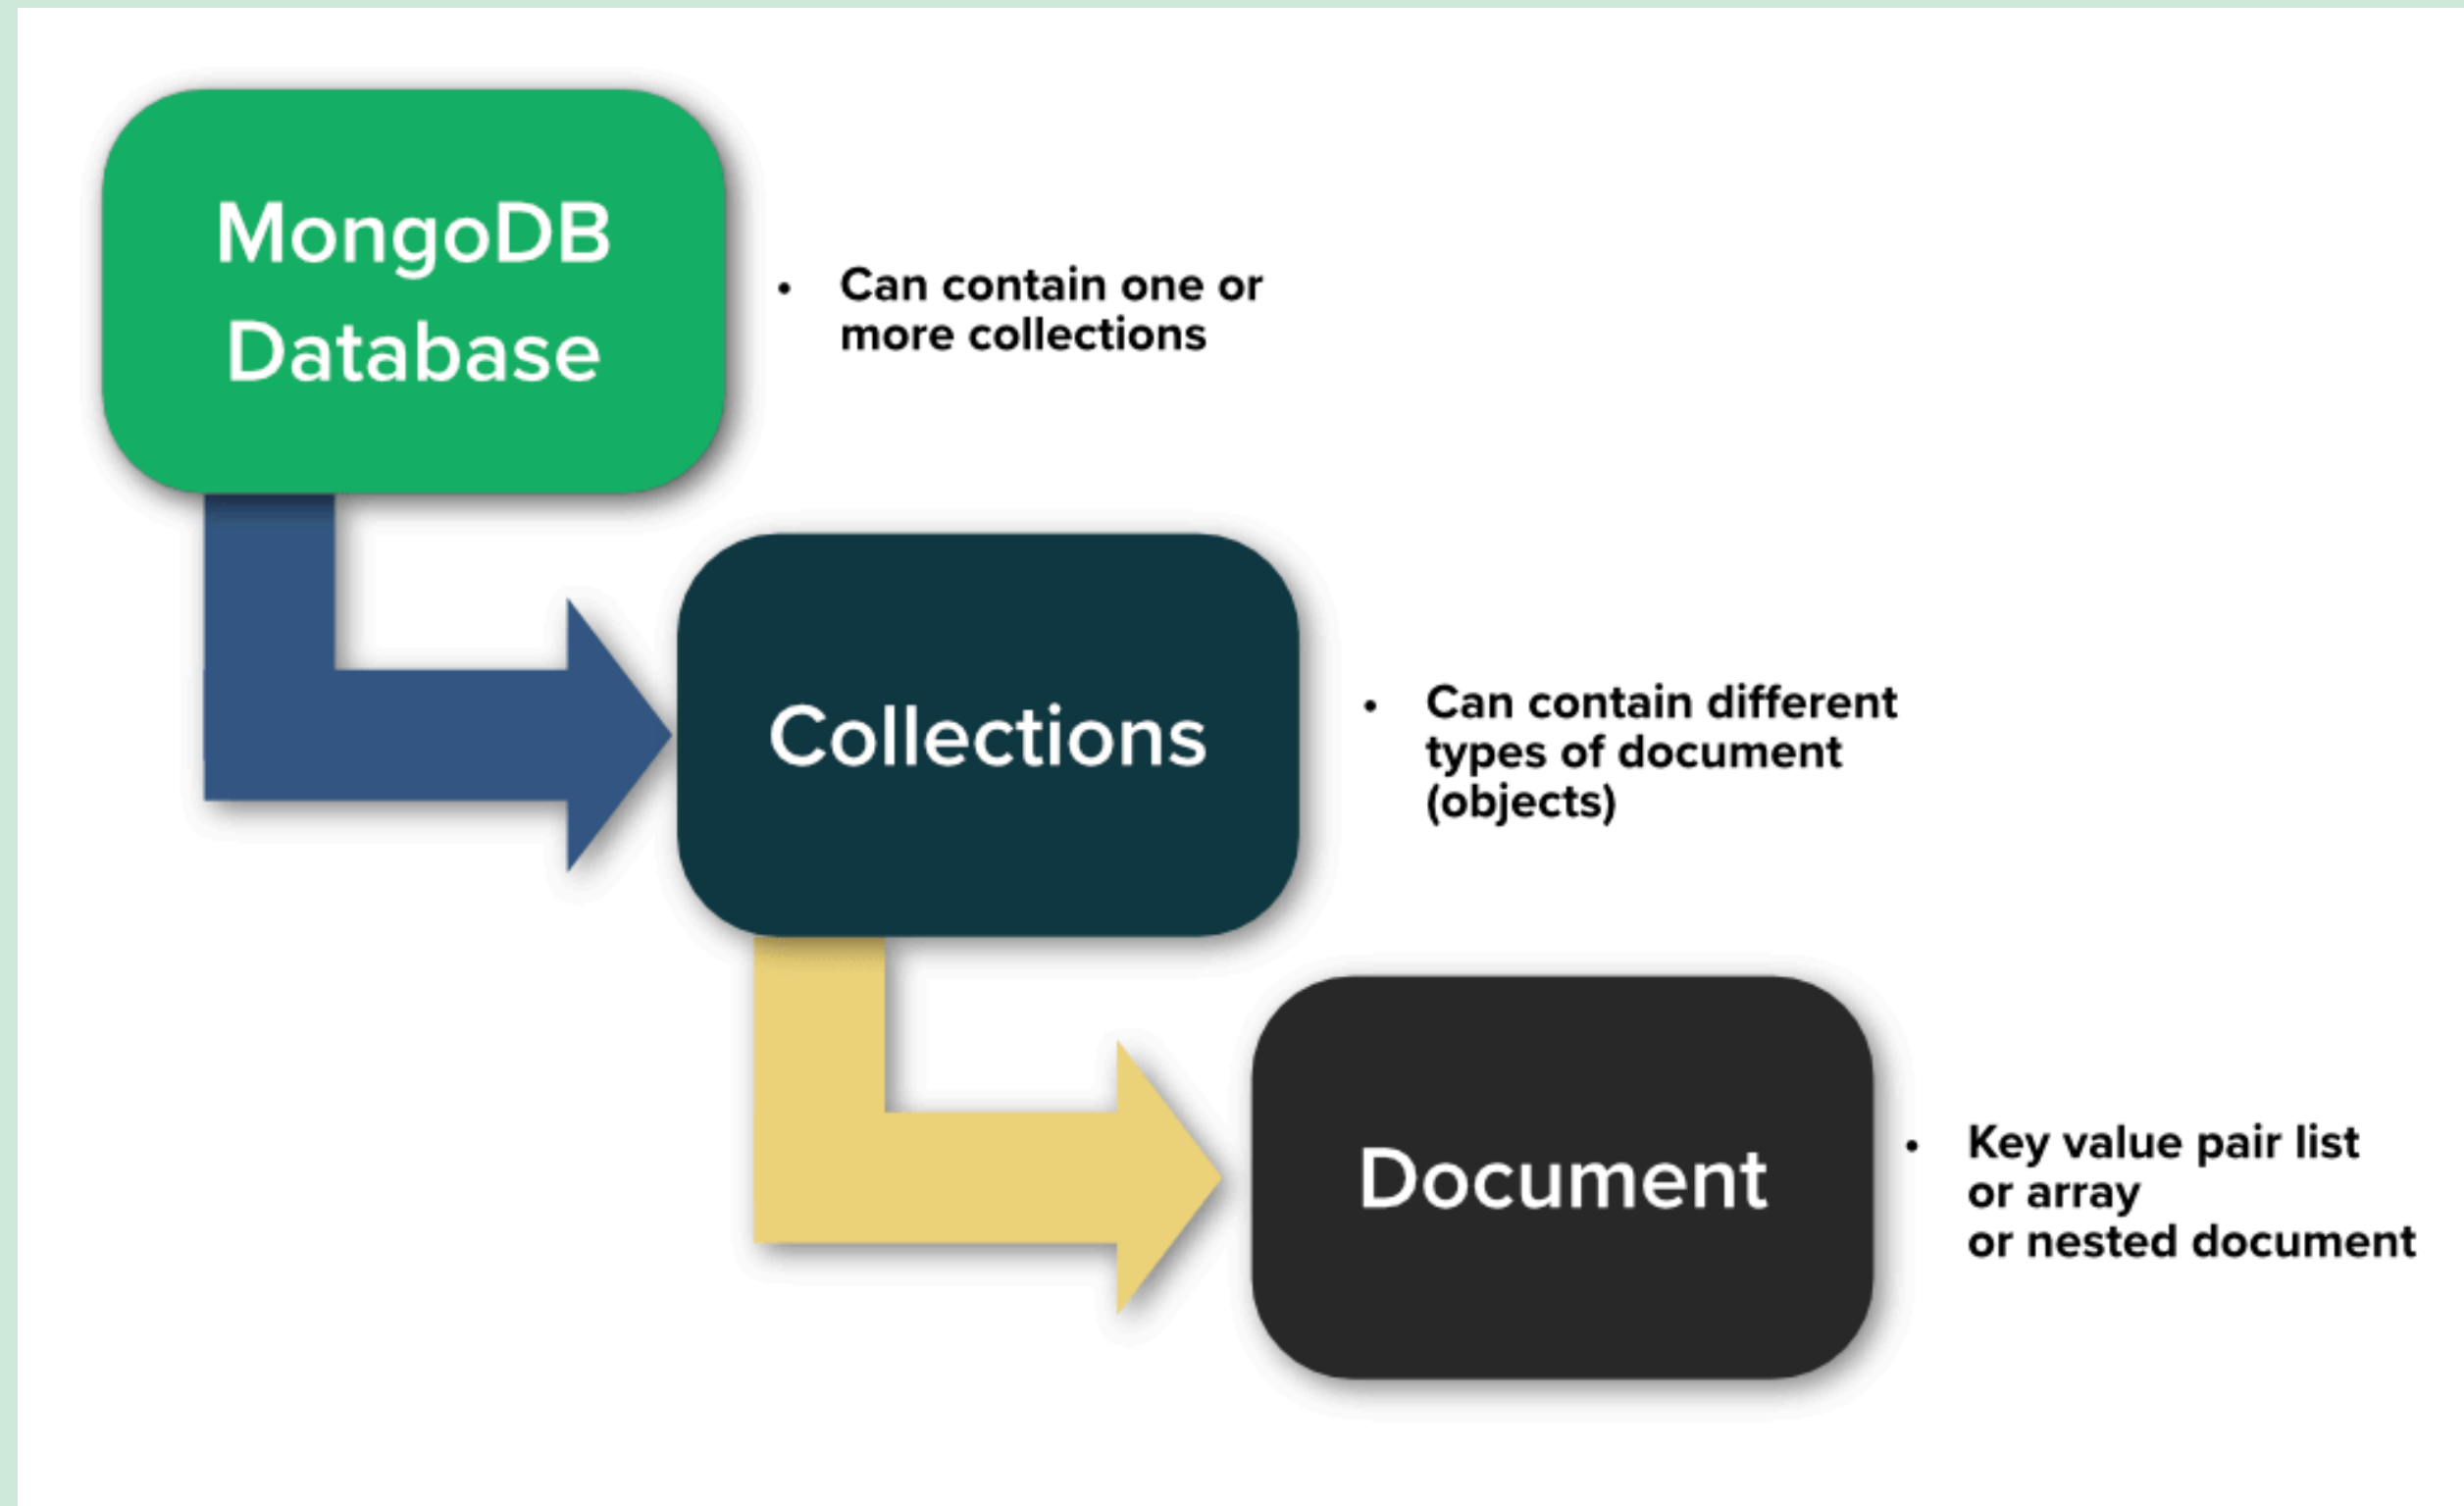 MongoDB
Database
• Can contain one or
more collections
Collections
• Can contain different
types of document
(objects)
Document
• Key value pair list
or array
or nested document